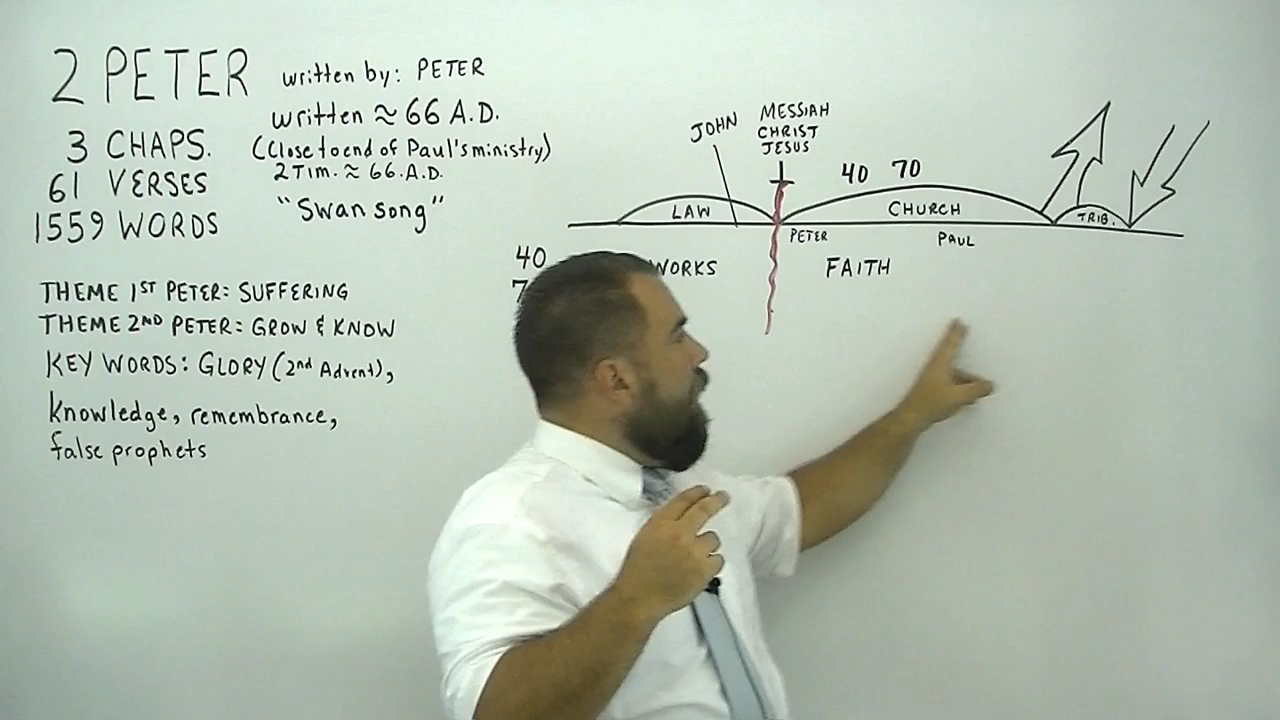 2 PETER
written by: PETER
written ≈ 66 A.D.
(Close to end of Paul's ministry)
2 Tim. ≈ 66. A.D.
"Swan song"
3 CHAPS.
61 VERSES
1559 WORDS
THEME 1ST PETER: SUFFERING
THEME 2ND PETER: GROW & KNOW
KEY WORDS: GLORY (2nd Advent),
knowledge, remembrance,
false prophets
JOHN
MESSIAH
CHRIST
JESUS
40 70
LAW
CHURCH
TRIB.
PETER
PAUL
40
7
WORKS
FAITH